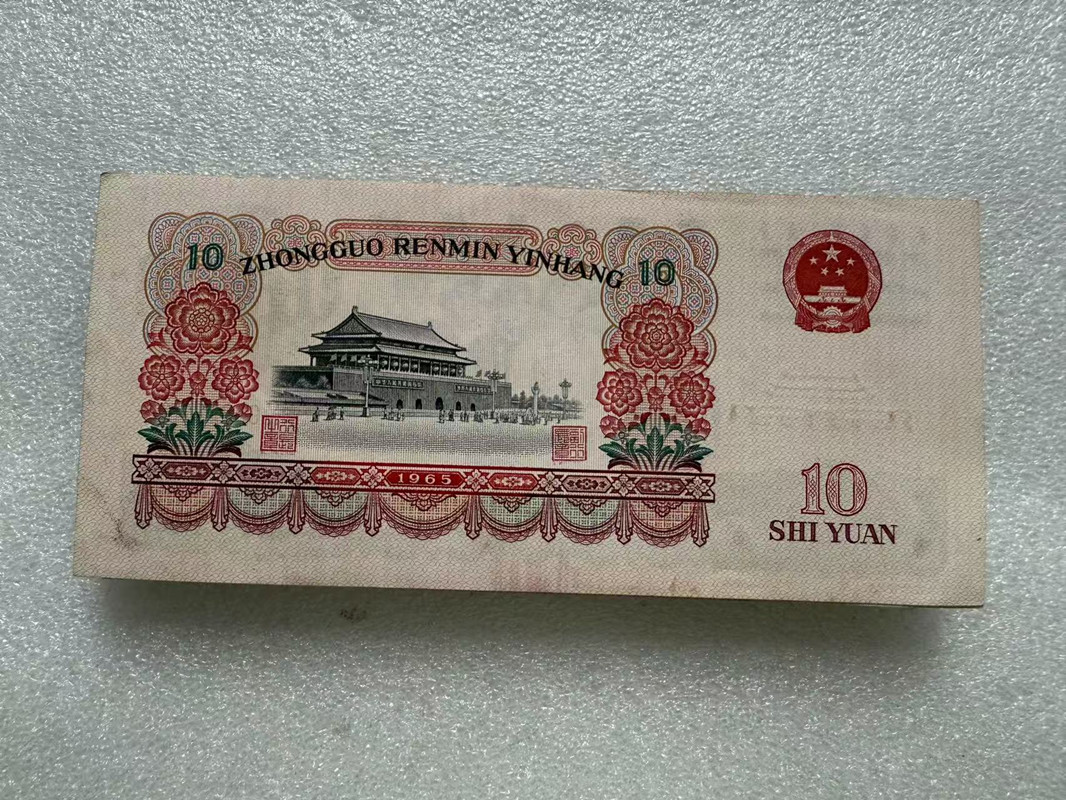 10 ZHONGGUO RENMIN YINHANG 10
1965
10
SHI YUAN